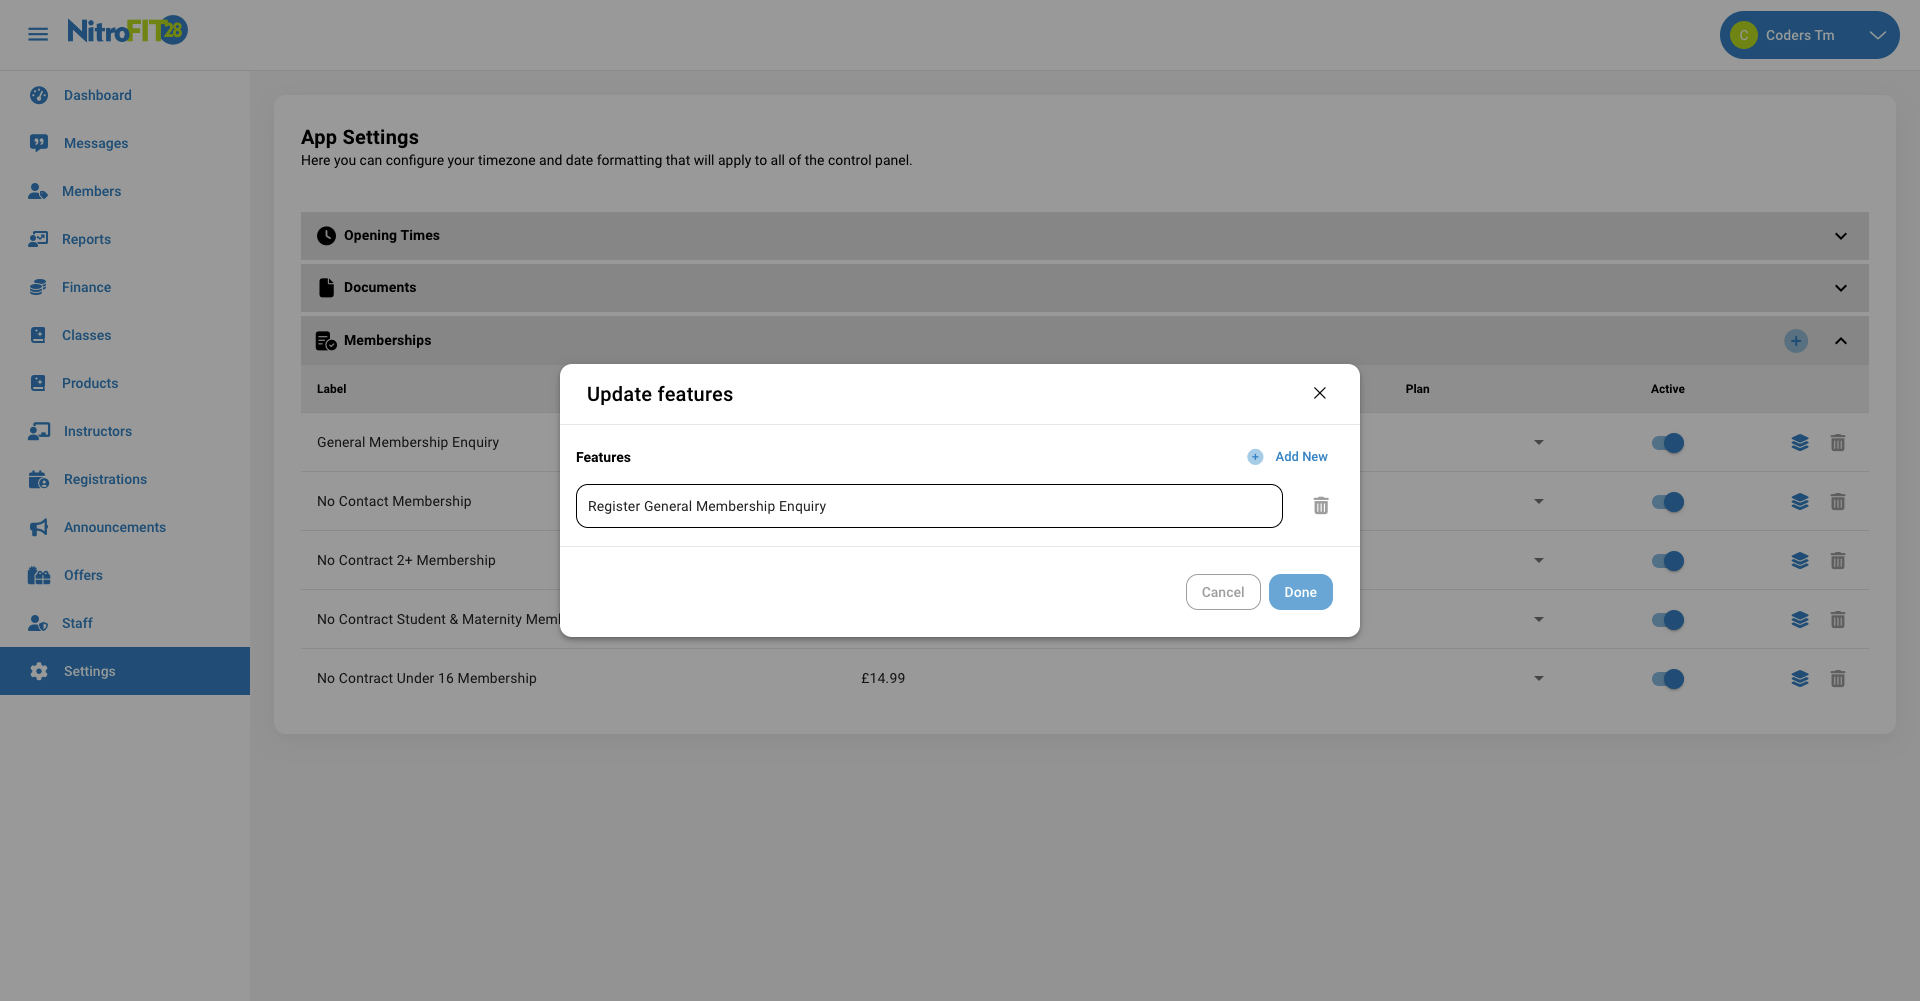 NitroFIT28
C Coders Tm
Dashboard
Messages
Members
Reports
Finance
Classes
Products
Instructors
Registrations
Announcements
Offers
Staff
Settings
App Settings
Here you can configure your timezone and date formatting that will apply to all of the control panel.
Opening Times
Documents
Memberships
Label Plan Active
General Membership Enquiry
No Contact Membership
No Contract 2+ Membership
No Contract Student & Maternity Mem
No Contract Under 16 Membership £14.99
Update features
Features Add New
Register General Membership Enquiry
Cancel Done